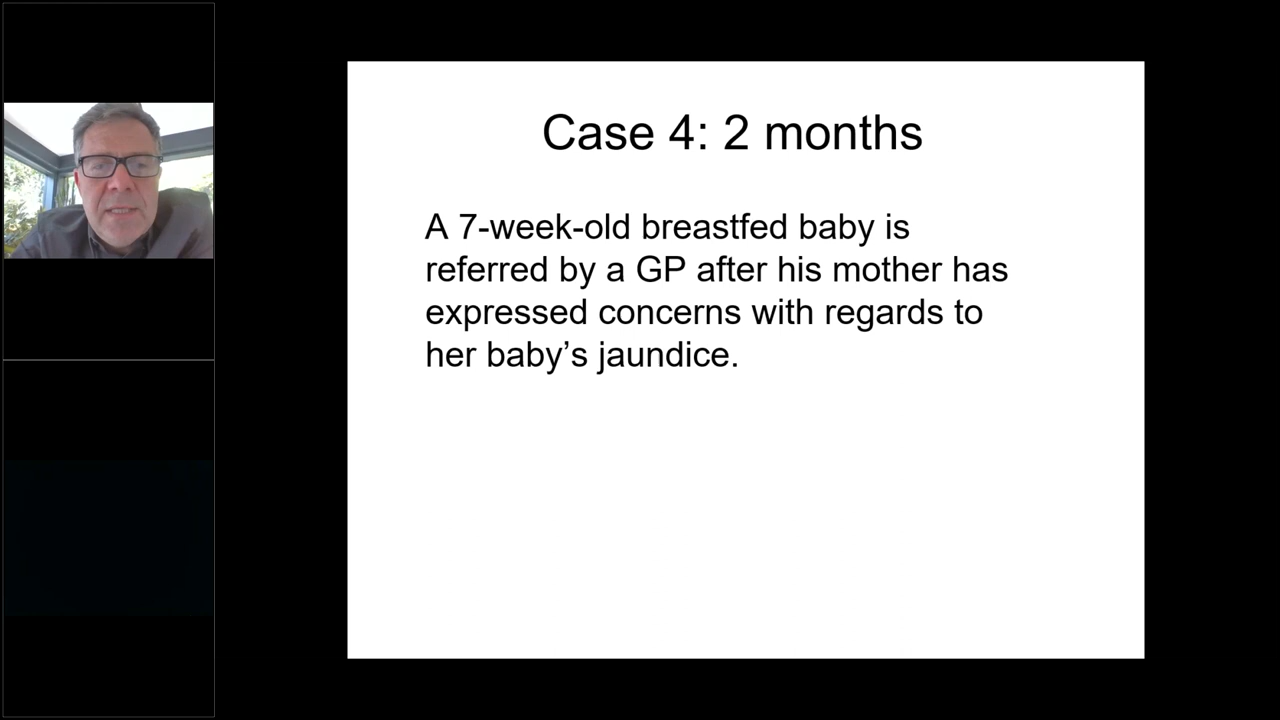 Case 4: 2 months
A 7-week-old breastfed baby is
referred by a GP after his mother has
expressed concerns with regards to
her baby’s jaundice.